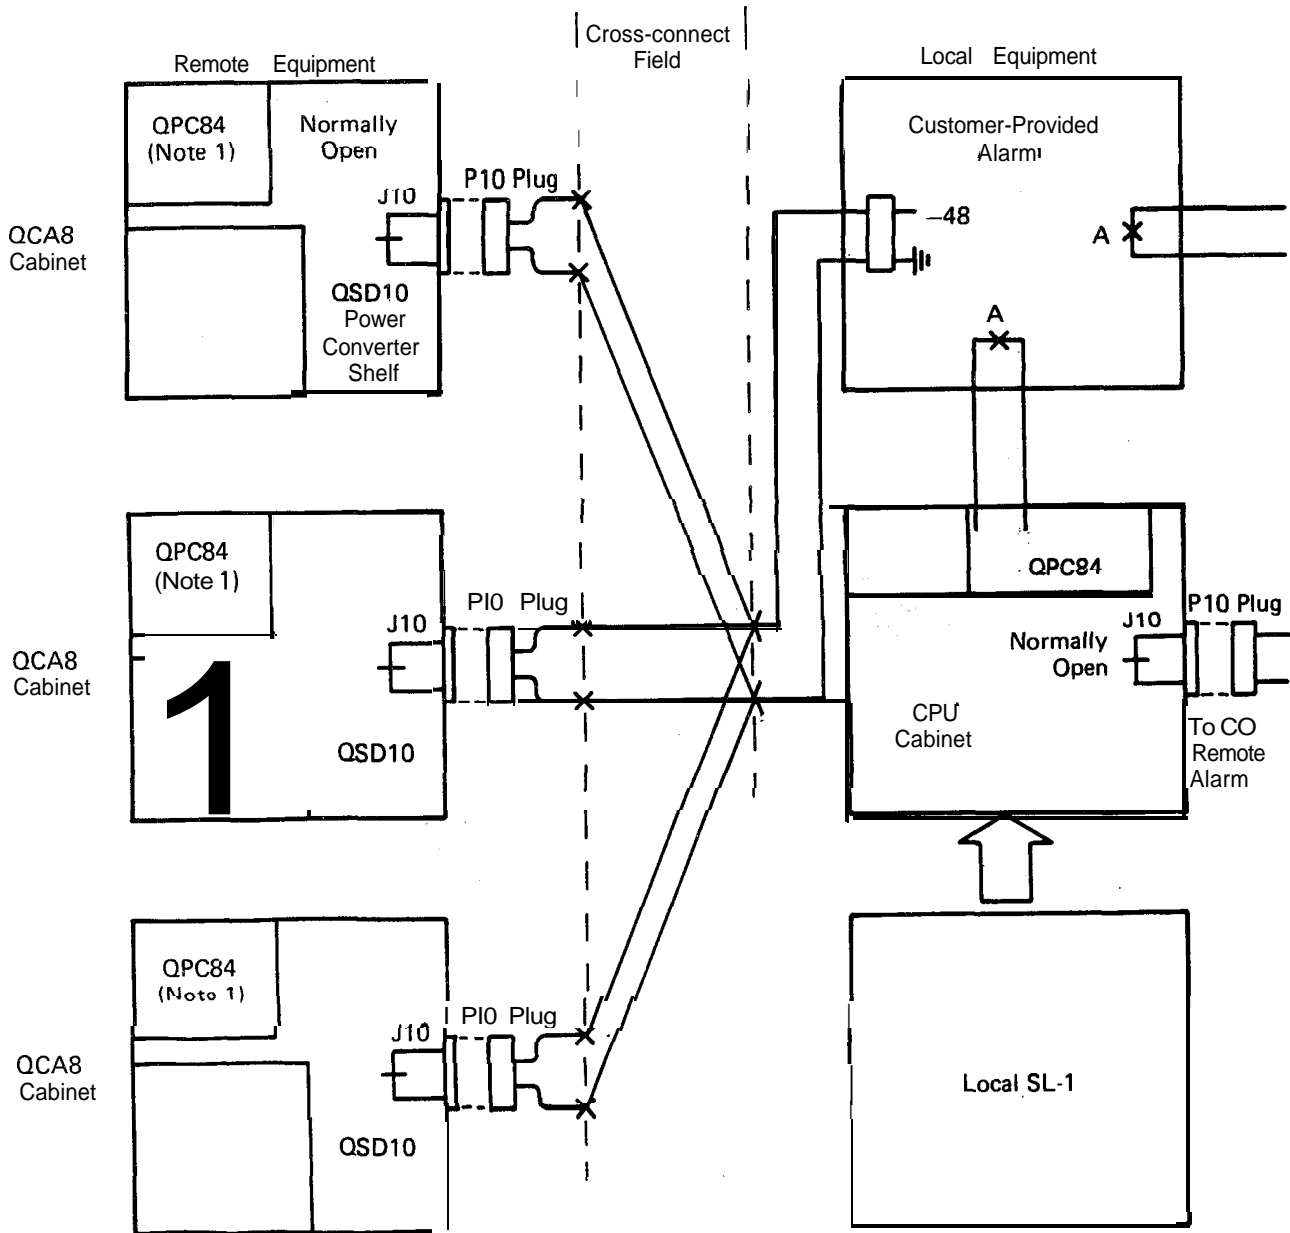 Cross-connect
Field
Remote Equipment
Local Equipment
QPC84
(Note 1)
Normally
Open
J10
P10 Plug
QCA8
Cabinet
QSD10
Power
Converter
Shelf
Customer-Provided
Alarm
-48
A
A
QPC84
(Note 1)
J10
PI0 Plug
QCA8
Cabinet
1
QSD10
QPC84
Normally
Open
J10
P10 Plug
CPU
Cabinet
To CO
Remote
Alarm
QPC84
(Note 1)
J10
PI0 Plug
QCA8
Cabinet
QSD10
Local SL-1